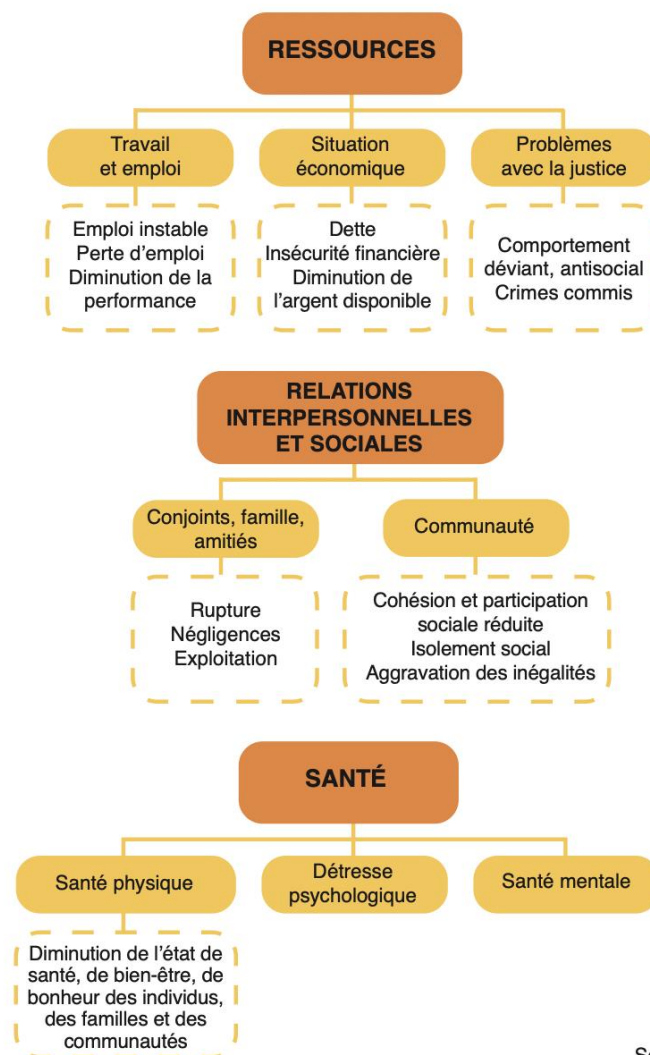 RESSOURCES
Travail
et emploi
Situation
économique
Problèmes
avec la justice
Emploi instable
Perte d'emploi
Diminution de la
performance
Dette
Insécurité financière
Diminution de
l'argent disponible
Comportement
déviant, antisocial
Crimes commis
RELATIONS
INTERPERSONNELLES
ET SOCIALES
Conjoints, famille,
amitiés
Communauté
Rupture
Négligences
Exploitation
Cohésion et participation
sociale réduite
Isolement social
Aggravation des inégalités
SANTÉ
Santé physique
Détresse
psychologique
Santé mentale
Diminution de l'état de
santé, de bien-être, de
bonheur des individus,
des familles et des
communautés